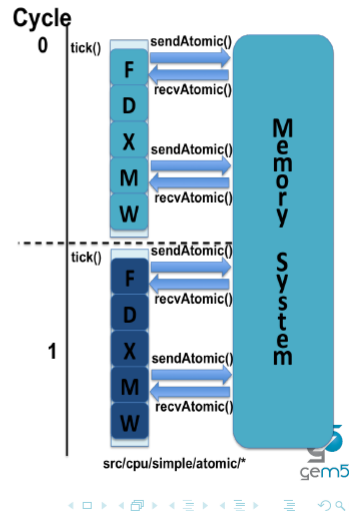 Cycle
0
tick()
sendAtomic()
F
recvAtomic()
D
X
sendAtomic()
M
recvAtomic()
W
Memory System
tick()
sendAtomic()
F
recvAtomic()
D
1
X
sendAtomic()
M
recvAtomic()
W
src/cpu/simple/atomic/*
gem5